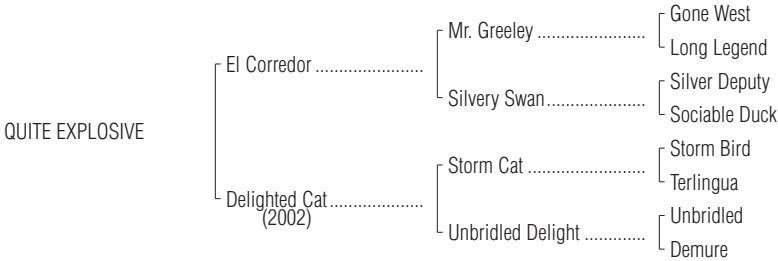 Gone West
Mr. Greeley .......................
Long Legend
El Corredor .......................
Silver Deputy
Silvery Swan.....................
Sociable Duck
QUITE EXPLOSIVE
Storm Bird
Storm Cat .........................
Terlingua
Delighted Cat....................
(2002)
Unbridled
Unbridled Delight .............
Demure